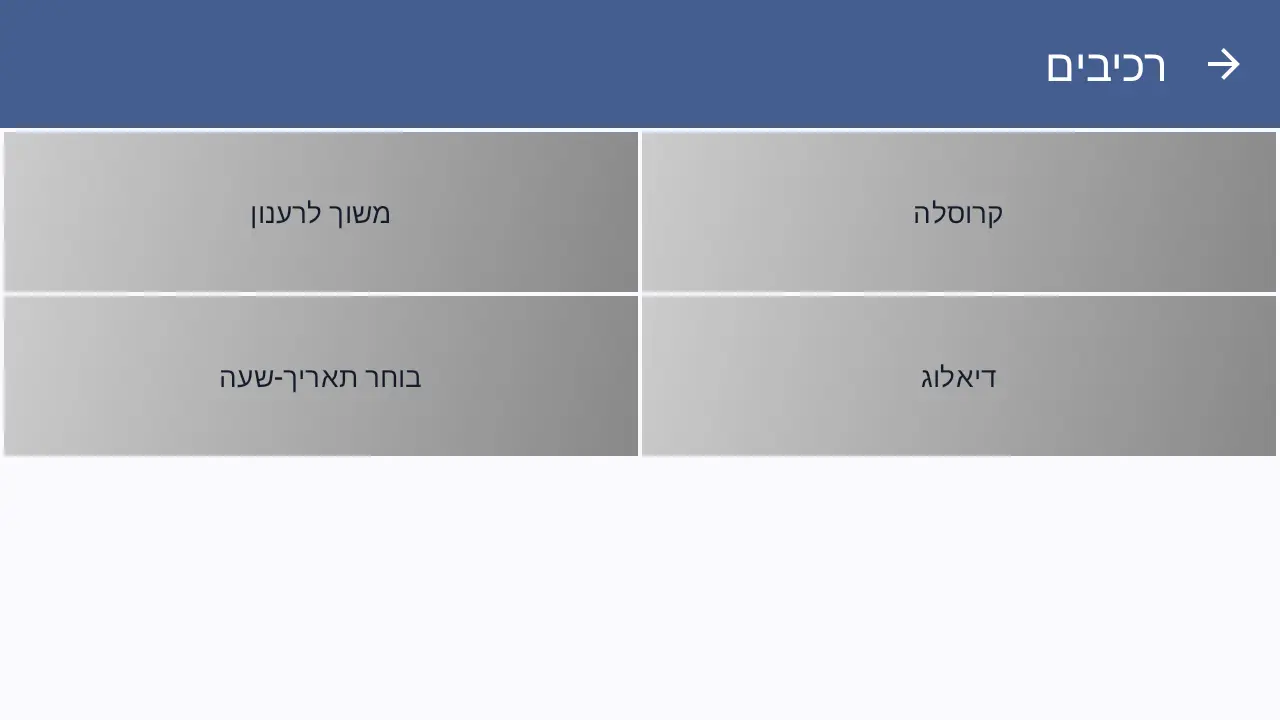 רכיבים
קרוסלה
משוך לרענון
דיאלוג
בוחר תאריך-שעה